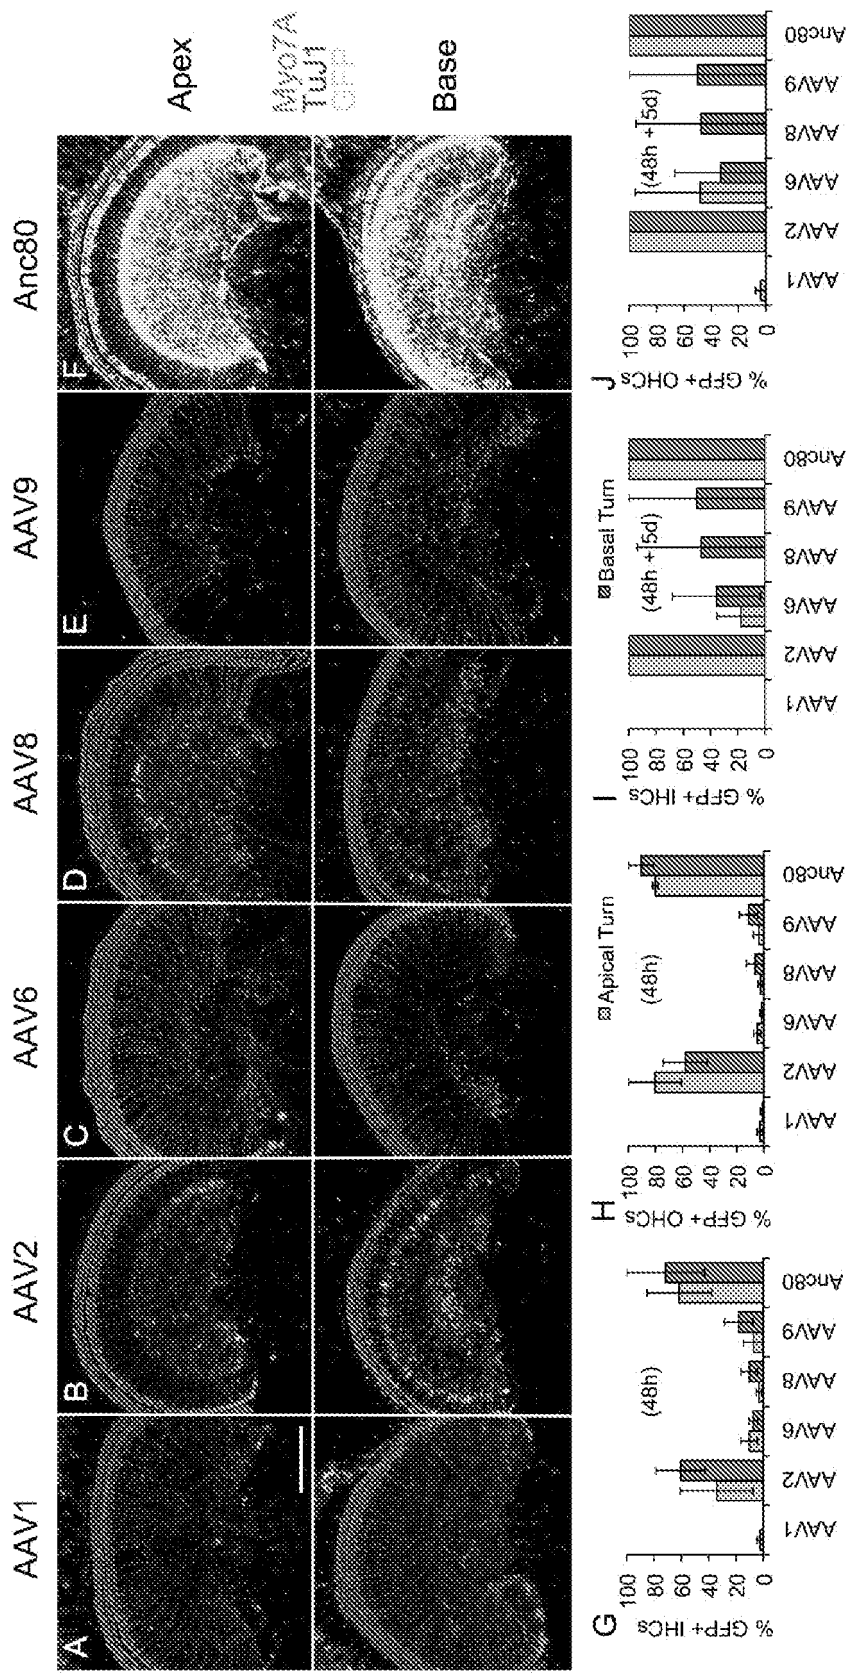 AAV1 AAV2 AAV6 AAV8 AAV9 Anc80
A B C D E F
Apex
Myo7A
TuJ1
GFP
Base
G
% GFP+ IHCs
100
80
60
40
20
0
(48h)
AAV1 AAV2 AAV6 AAV8 AAV9 Anc80
H
% GFP+ OHCs
100
80
60
40
20
0
Apical Turn
(48h)
AAV1 AAV2 AAV6 AAV8 AAV9 Anc80
I
% GFP+ IHCs
100
80
60
40
20
0
Basal Turn
(48h + 5d)
AAV1 AAV2 AAV6 AAV8 AAV9 Anc80
J
% GFP+ OHCs
100
80
60
40
20
0
(48h + 5d)
AAV1 AAV2 AAV6 AAV8 AAV9 Anc80